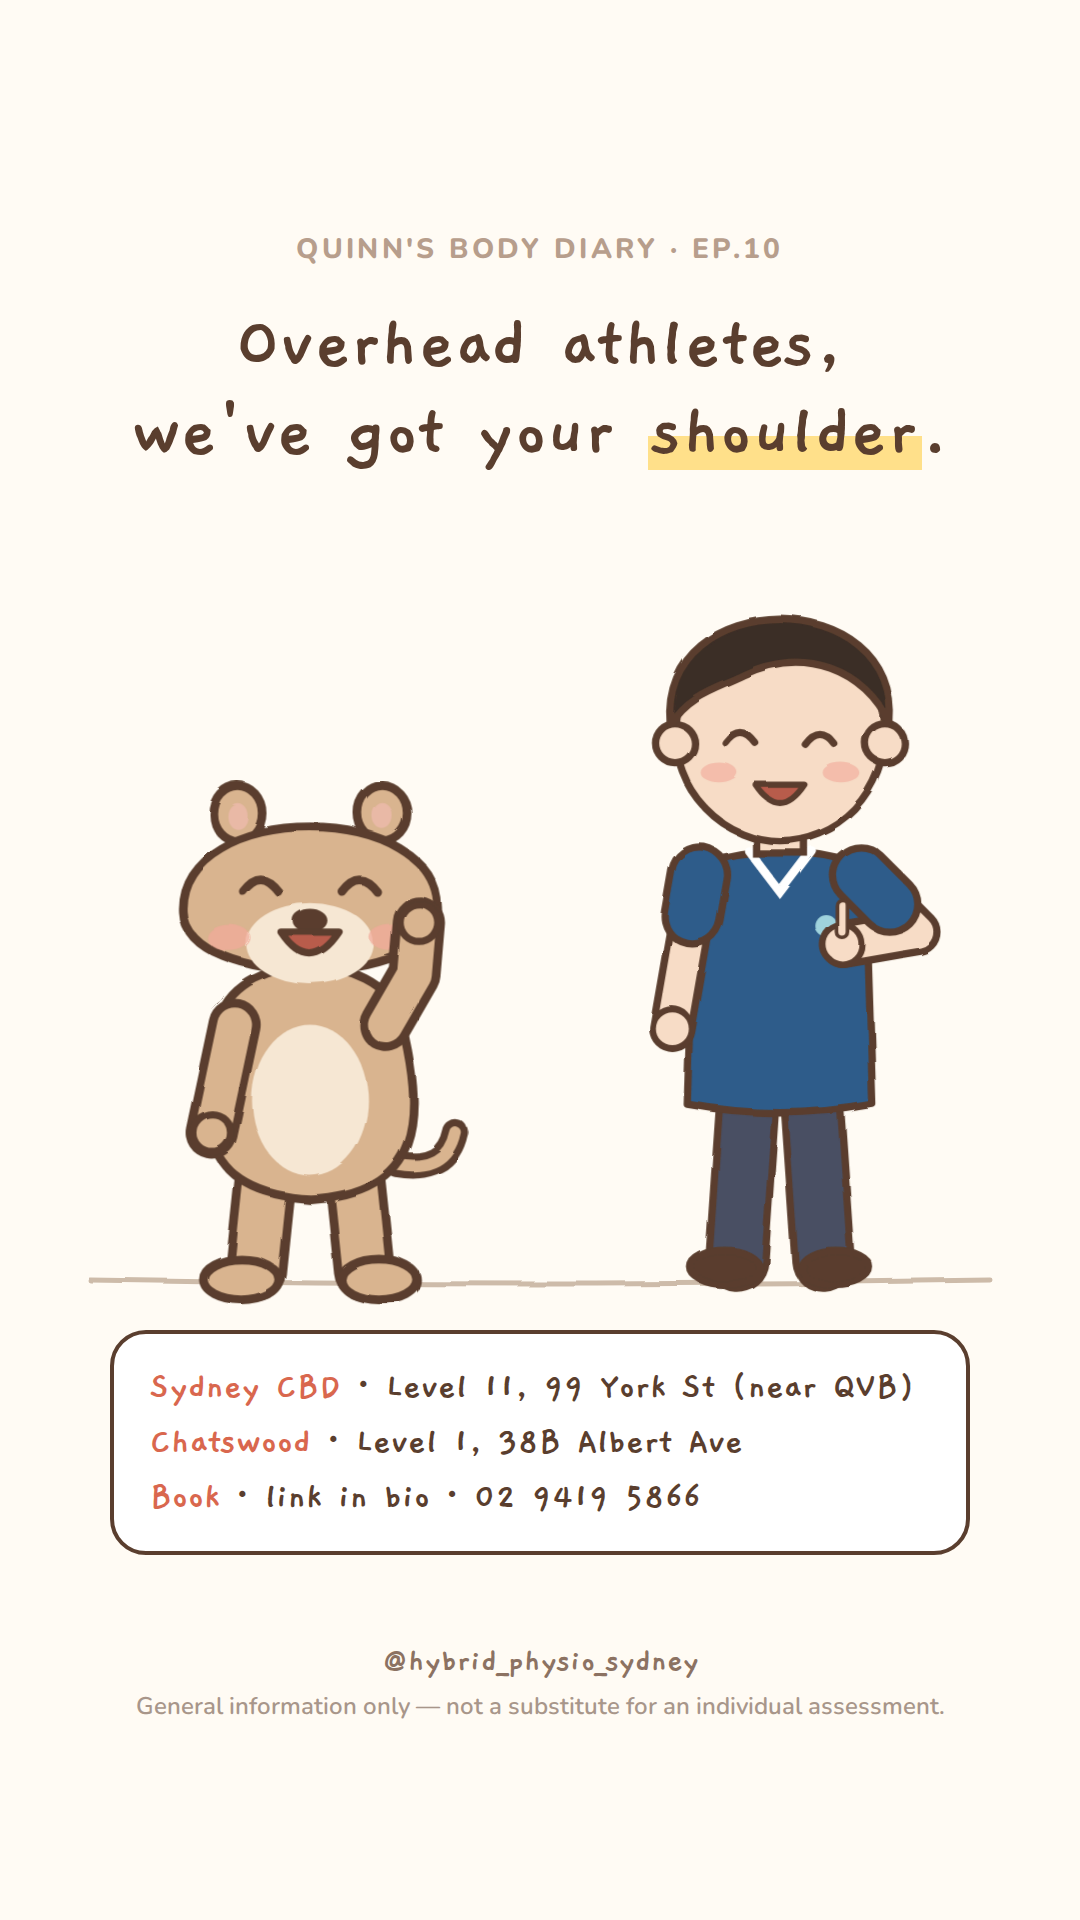 QUINN'S BODY DIARY · EP.10
Overhead athletes,
we've got your shoulder.
Sydney CBD · Level 11, 99 York St (near QVB)
Chatswood · Level 1, 38B Albert Ave
Book · link in bio · 02 9419 5866
@hybrid_physio_sydney
General information only — not a substitute for an individual assessment.